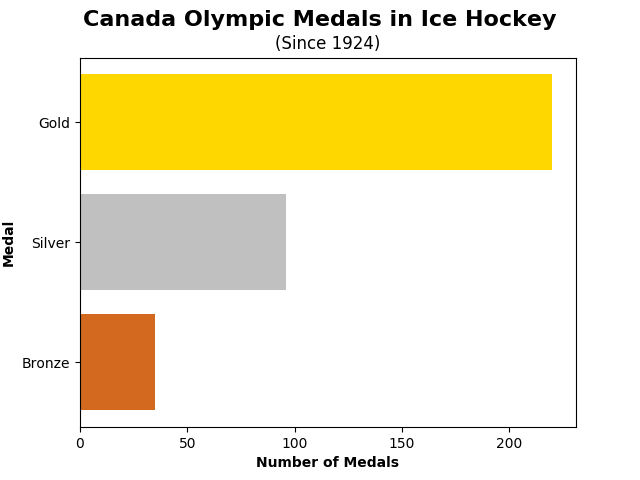 Canada Olympic Medals in Ice Hockey
(Since 1924)
Gold
Silver
Bronze
Medal
0 50 100 150 200
Number of Medals